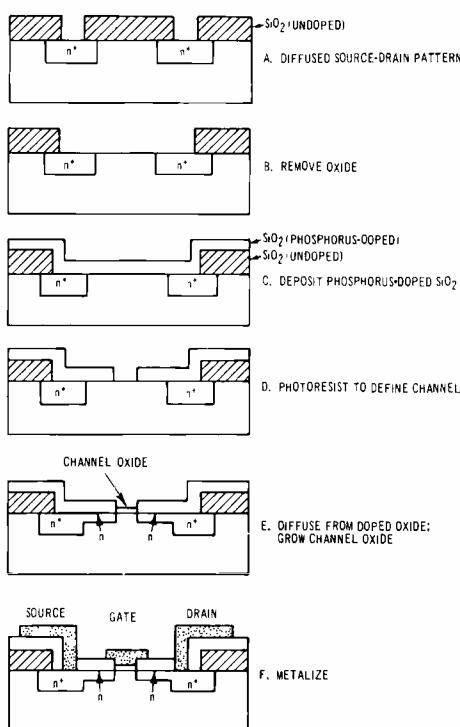 SiO₂ (UNDOPED)
n⁺ n⁺
A. DIFFUSED SOURCE-DRAIN PATTERN
n⁺ n⁺
B. REMOVE OXIDE
SiO₂ (PHOSPHORUS-DOPED)
SiO₂ (UNDOPED)
n⁺ n⁺
C. DEPOSIT PHOSPHORUS-DOPED SiO₂
n⁺ n⁺
D. PHOTORESIST TO DEFINE CHANNEL
CHANNEL OXIDE
n⁺ n n n⁺
E. DIFFUSE FROM DOPED OXIDE;
GROW CHANNEL OXIDE
SOURCE GATE DRAIN
n⁺ n⁺
F. METALIZE
n n